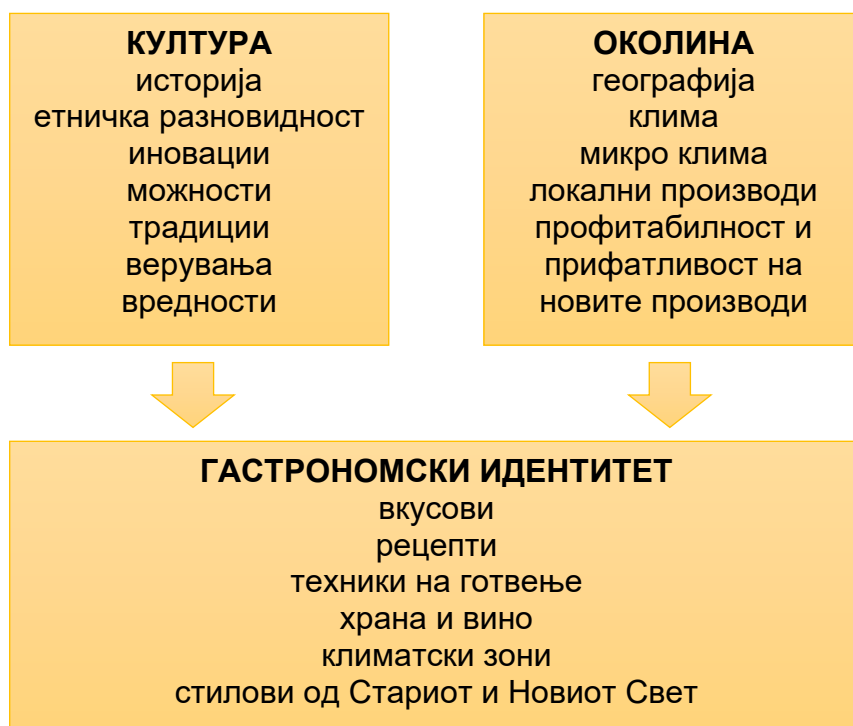 КУЛТУРА
историја
етничка разновидност
иновации
можности
традиции
верувања
вредности
ОКОЛИНА
географија
клима
микро клима
локални производи
профитабилност и
прифатливост на
новите производи
ГАСТРОНОМСКИ ИДЕНТИТЕТ
вкусови
рецепти
техники на готвење
храна и вино
климатски зони
стилови од Стариот и Новиот Свет